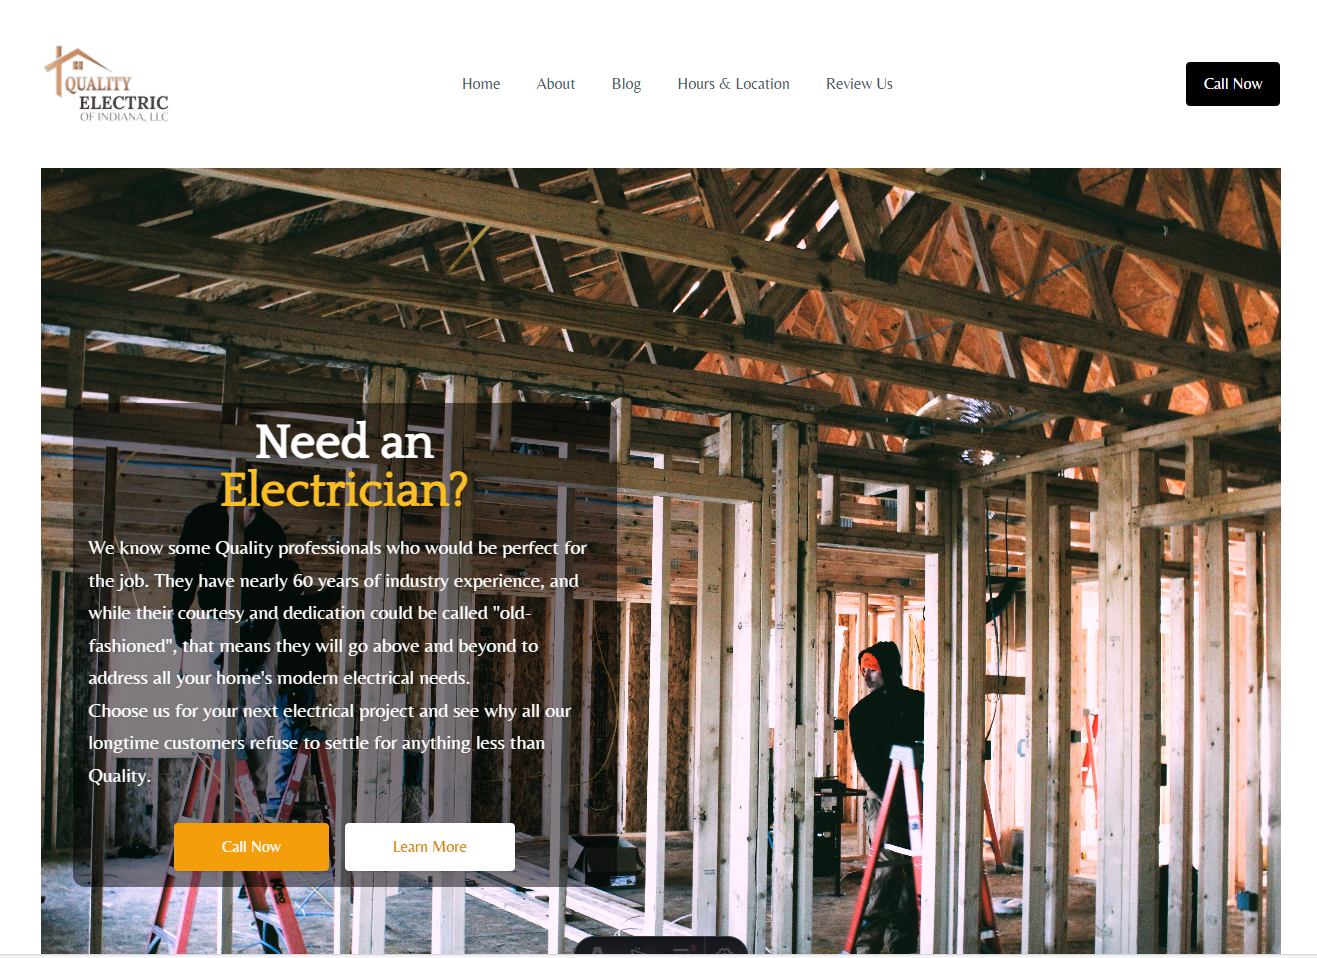 QUALITY
ELECTRIC
OF INDIANA, LLC
Home
About
Blog
Hours & Location
Review Us
Call Now
Need an
Electrician?
We know some Quality professionals who would be perfect for
the job. They have nearly 60 years of industry experience, and
while their courtesy and dedication could be called "old-
fashioned", that means they will go above and beyond to
address all your home's modern electrical needs.
Choose us for your next electrical project and see why all our
longtime customers refuse to settle for anything less than
Quality.
Call Now
Learn More